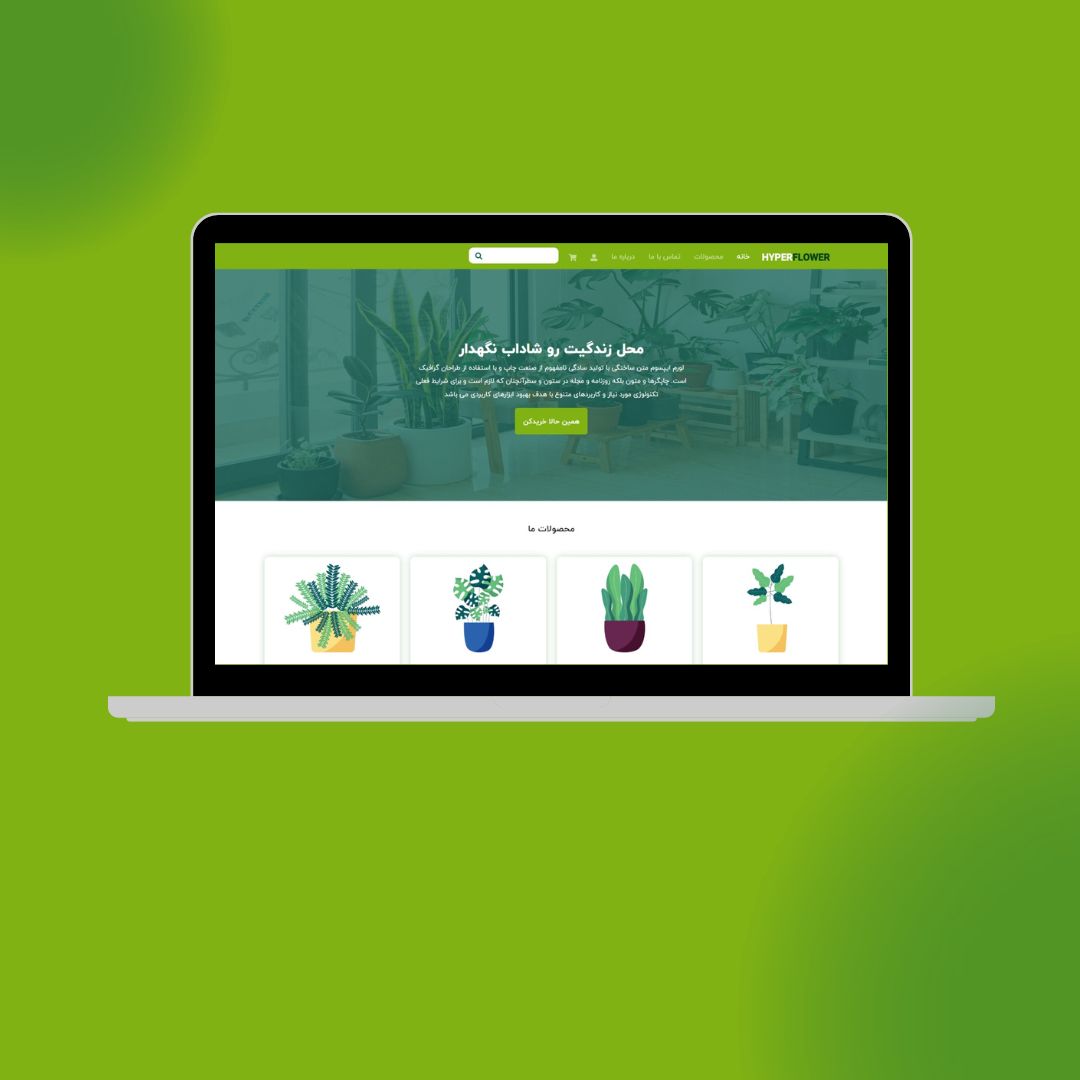 HYPERFLOWER
خانه
محصولات
تماس با ما
درباره ما
محل زندگیت رو شاداب نگهدار
لورم ایپسوم متن ساختگی با تولید سادگی نامفهوم از صنعت چاپ و با استفاده از طراحان گرافیک
است. چاپگرها و متون بلکه روزنامه و مجله در ستون و سطرآنچنان که لازم است و برای شرایط فعلی
تکنولوژی مورد نیاز و کاربردهای متنوع با هدف بهبود ابزارهای کاربردی می باشد
همین حالا خریدکن
محصولات ما